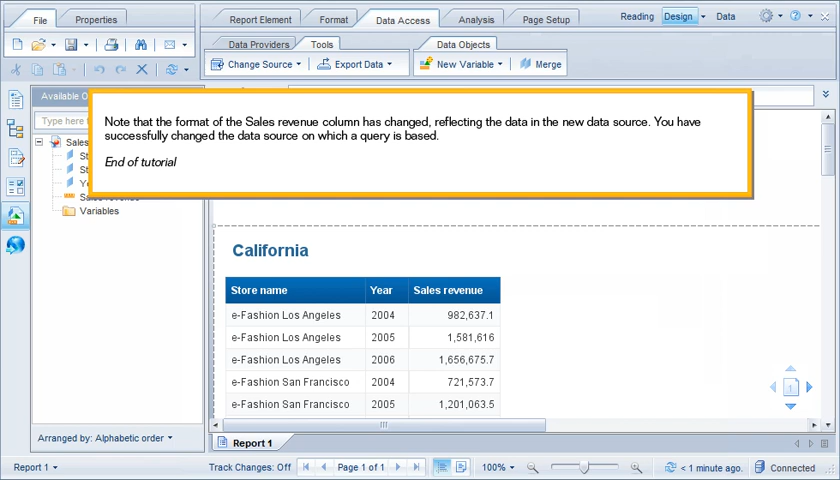 File Properties Report Element Format Data Access Analysis Page Setup Reading Design Data
Data Providers Tools Data Objects
Change Source Export Data New Variable Merge
Available O
Note that the format of the Sales revenue column has changed, reflecting the data in the new data source. You have
successfully changed the data source on which a query is based.
End of tutorial
Type here
Sales
St
St
Ye
Sales revenue
Variables
California
Store name Year Sales revenue
e-Fashion Los Angeles 2004 982,637.1
e-Fashion Los Angeles 2005 1,581,616
e-Fashion Los Angeles 2006 1,656,675.7
e-Fashion San Francisco 2004 721,573.7
e-Fashion San Francisco 2005 1,201,063.5
1
Arranged by: Alphabetic order
Report 1
Report 1 Track Changes: Off Page 1 of 1 100% < 1 minute ago. Connected